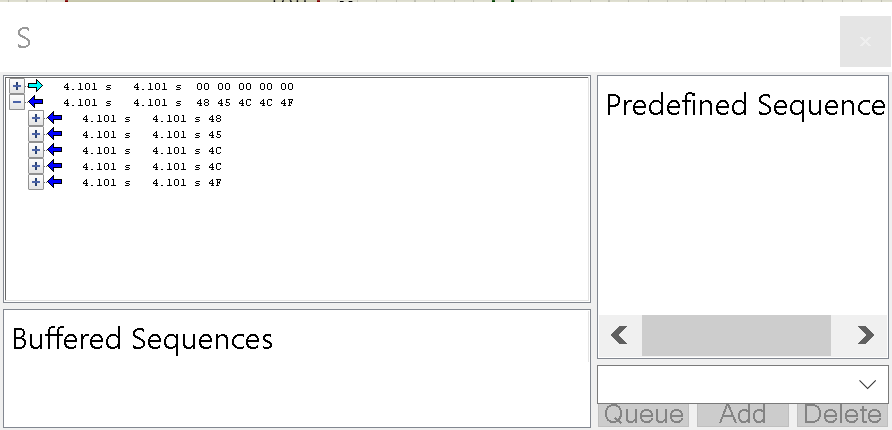 S
4.101 s 4.101 s 00 00 00 00 00
4.101 s 4.101 s 48 45 4C 4C 4F
4.101 s 4.101 s 48
4.101 s 4.101 s 45
4.101 s 4.101 s 4C
4.101 s 4.101 s 4C
4.101 s 4.101 s 4F
Predefined Sequence
Buffered Sequences
Queue Add Delete